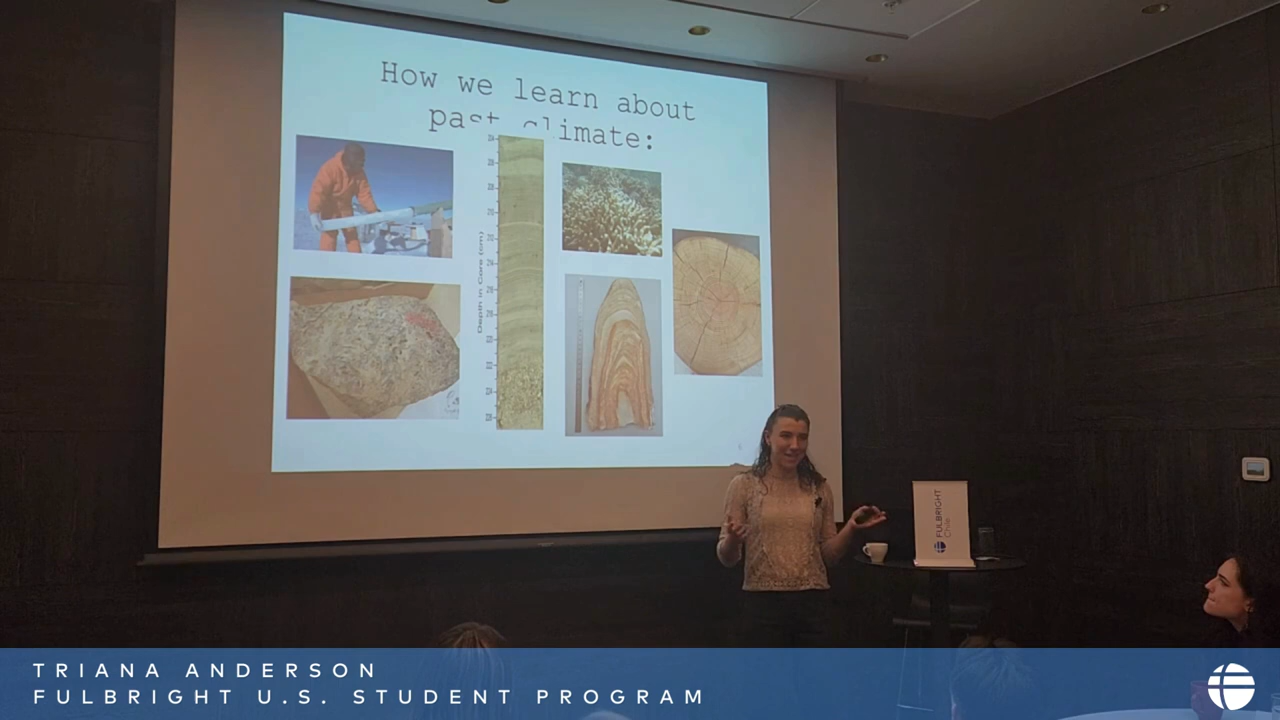 How we learn about
past climate:
Depth in Core (cm)
FULBRIGHT
Chile
TRIANA ANDERSON
FULBRIGHT U.S. STUDENT PROGRAM